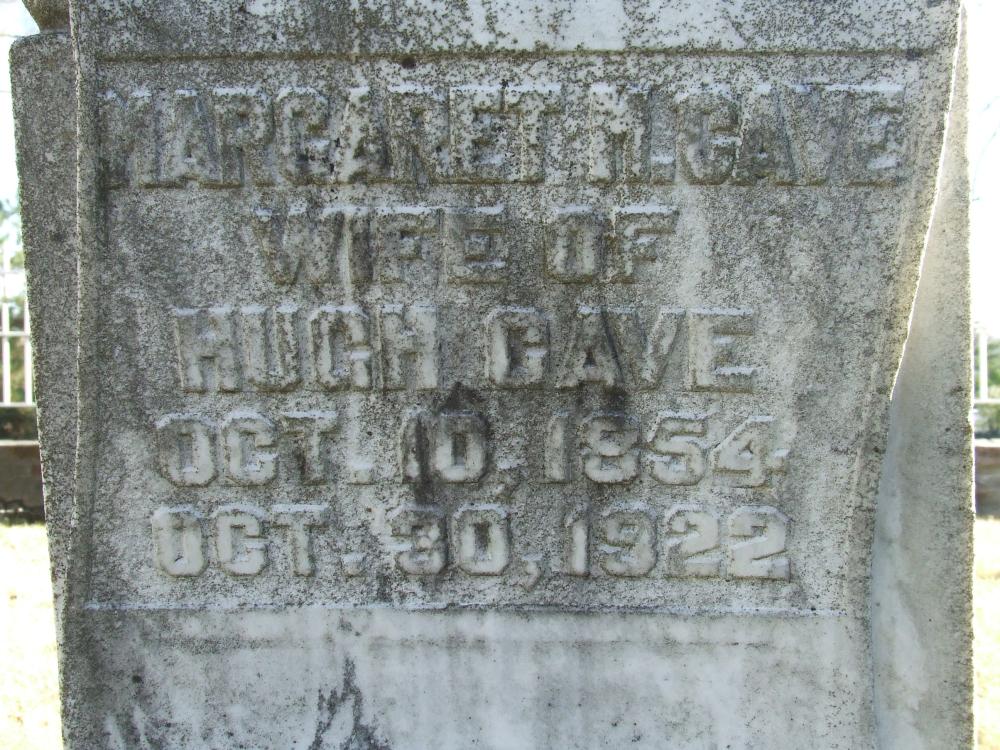 MARGARET M. CAVE
WIFE OF
HUGH CAVE
OCT. 10, 1854
OCT. 30, 1922